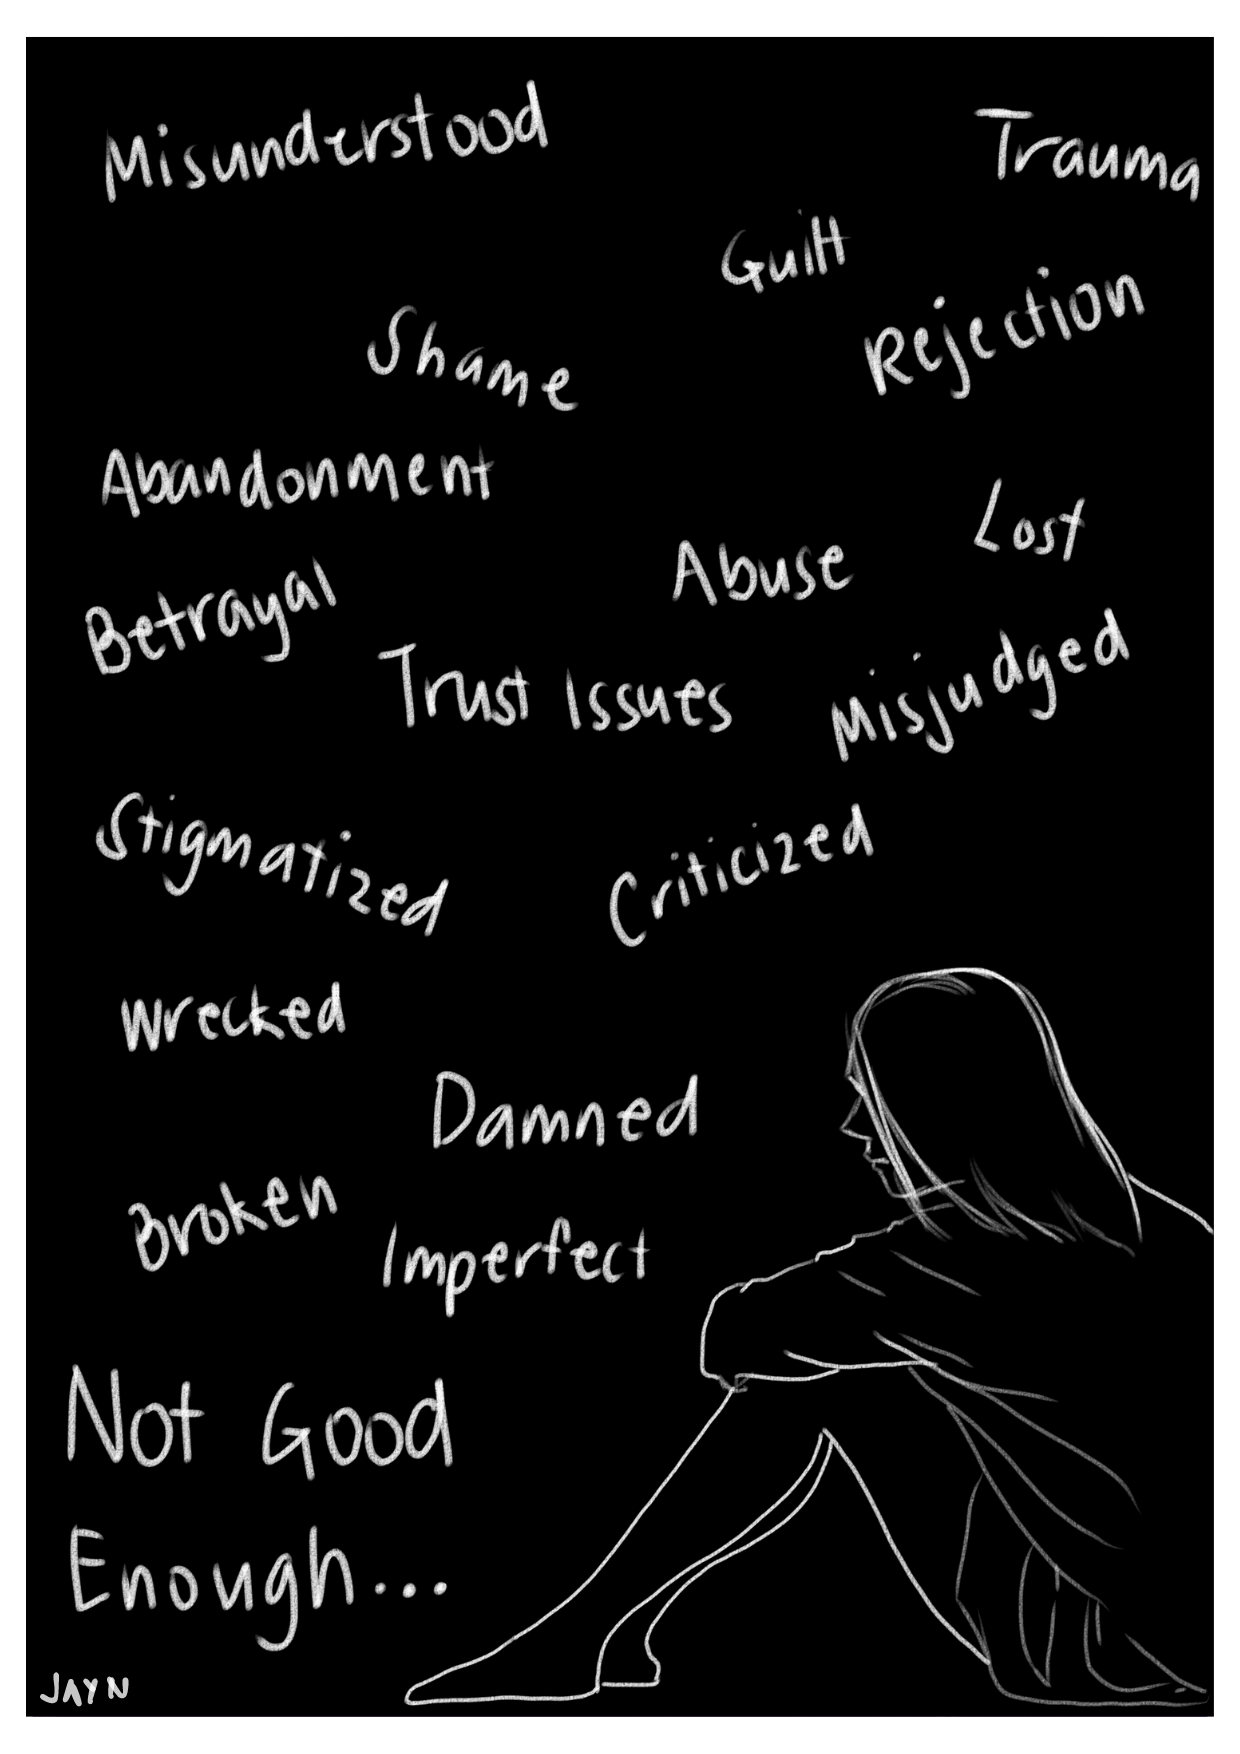 Misunderstood
Trauma
Guilt
Rejection
Shame
Abandonment
Lost
Abuse
Betrayal
Trust Issues
Misjudged
Stigmatized
Criticized
Wrecked
Damned
Broken
Imperfect
Not Good
Enough...
JAYN